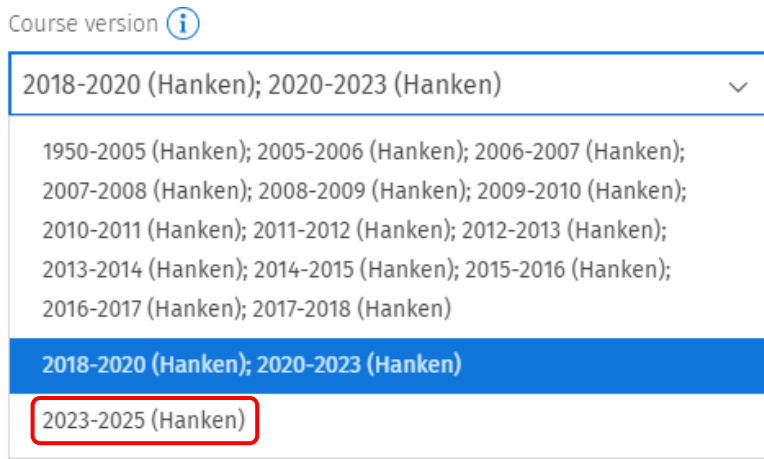 Course version i
2018-2020 (Hanken); 2020-2023 (Hanken)
1950-2005 (Hanken); 2005-2006 (Hanken); 2006-2007 (Hanken);
2007-2008 (Hanken); 2008-2009 (Hanken); 2009-2010 (Hanken);
2010-2011 (Hanken); 2011-2012 (Hanken); 2012-2013 (Hanken);
2013-2014 (Hanken); 2014-2015 (Hanken); 2015-2016 (Hanken);
2016-2017 (Hanken); 2017-2018 (Hanken)
2018-2020 (Hanken); 2020-2023 (Hanken)
2023-2025 (Hanken)